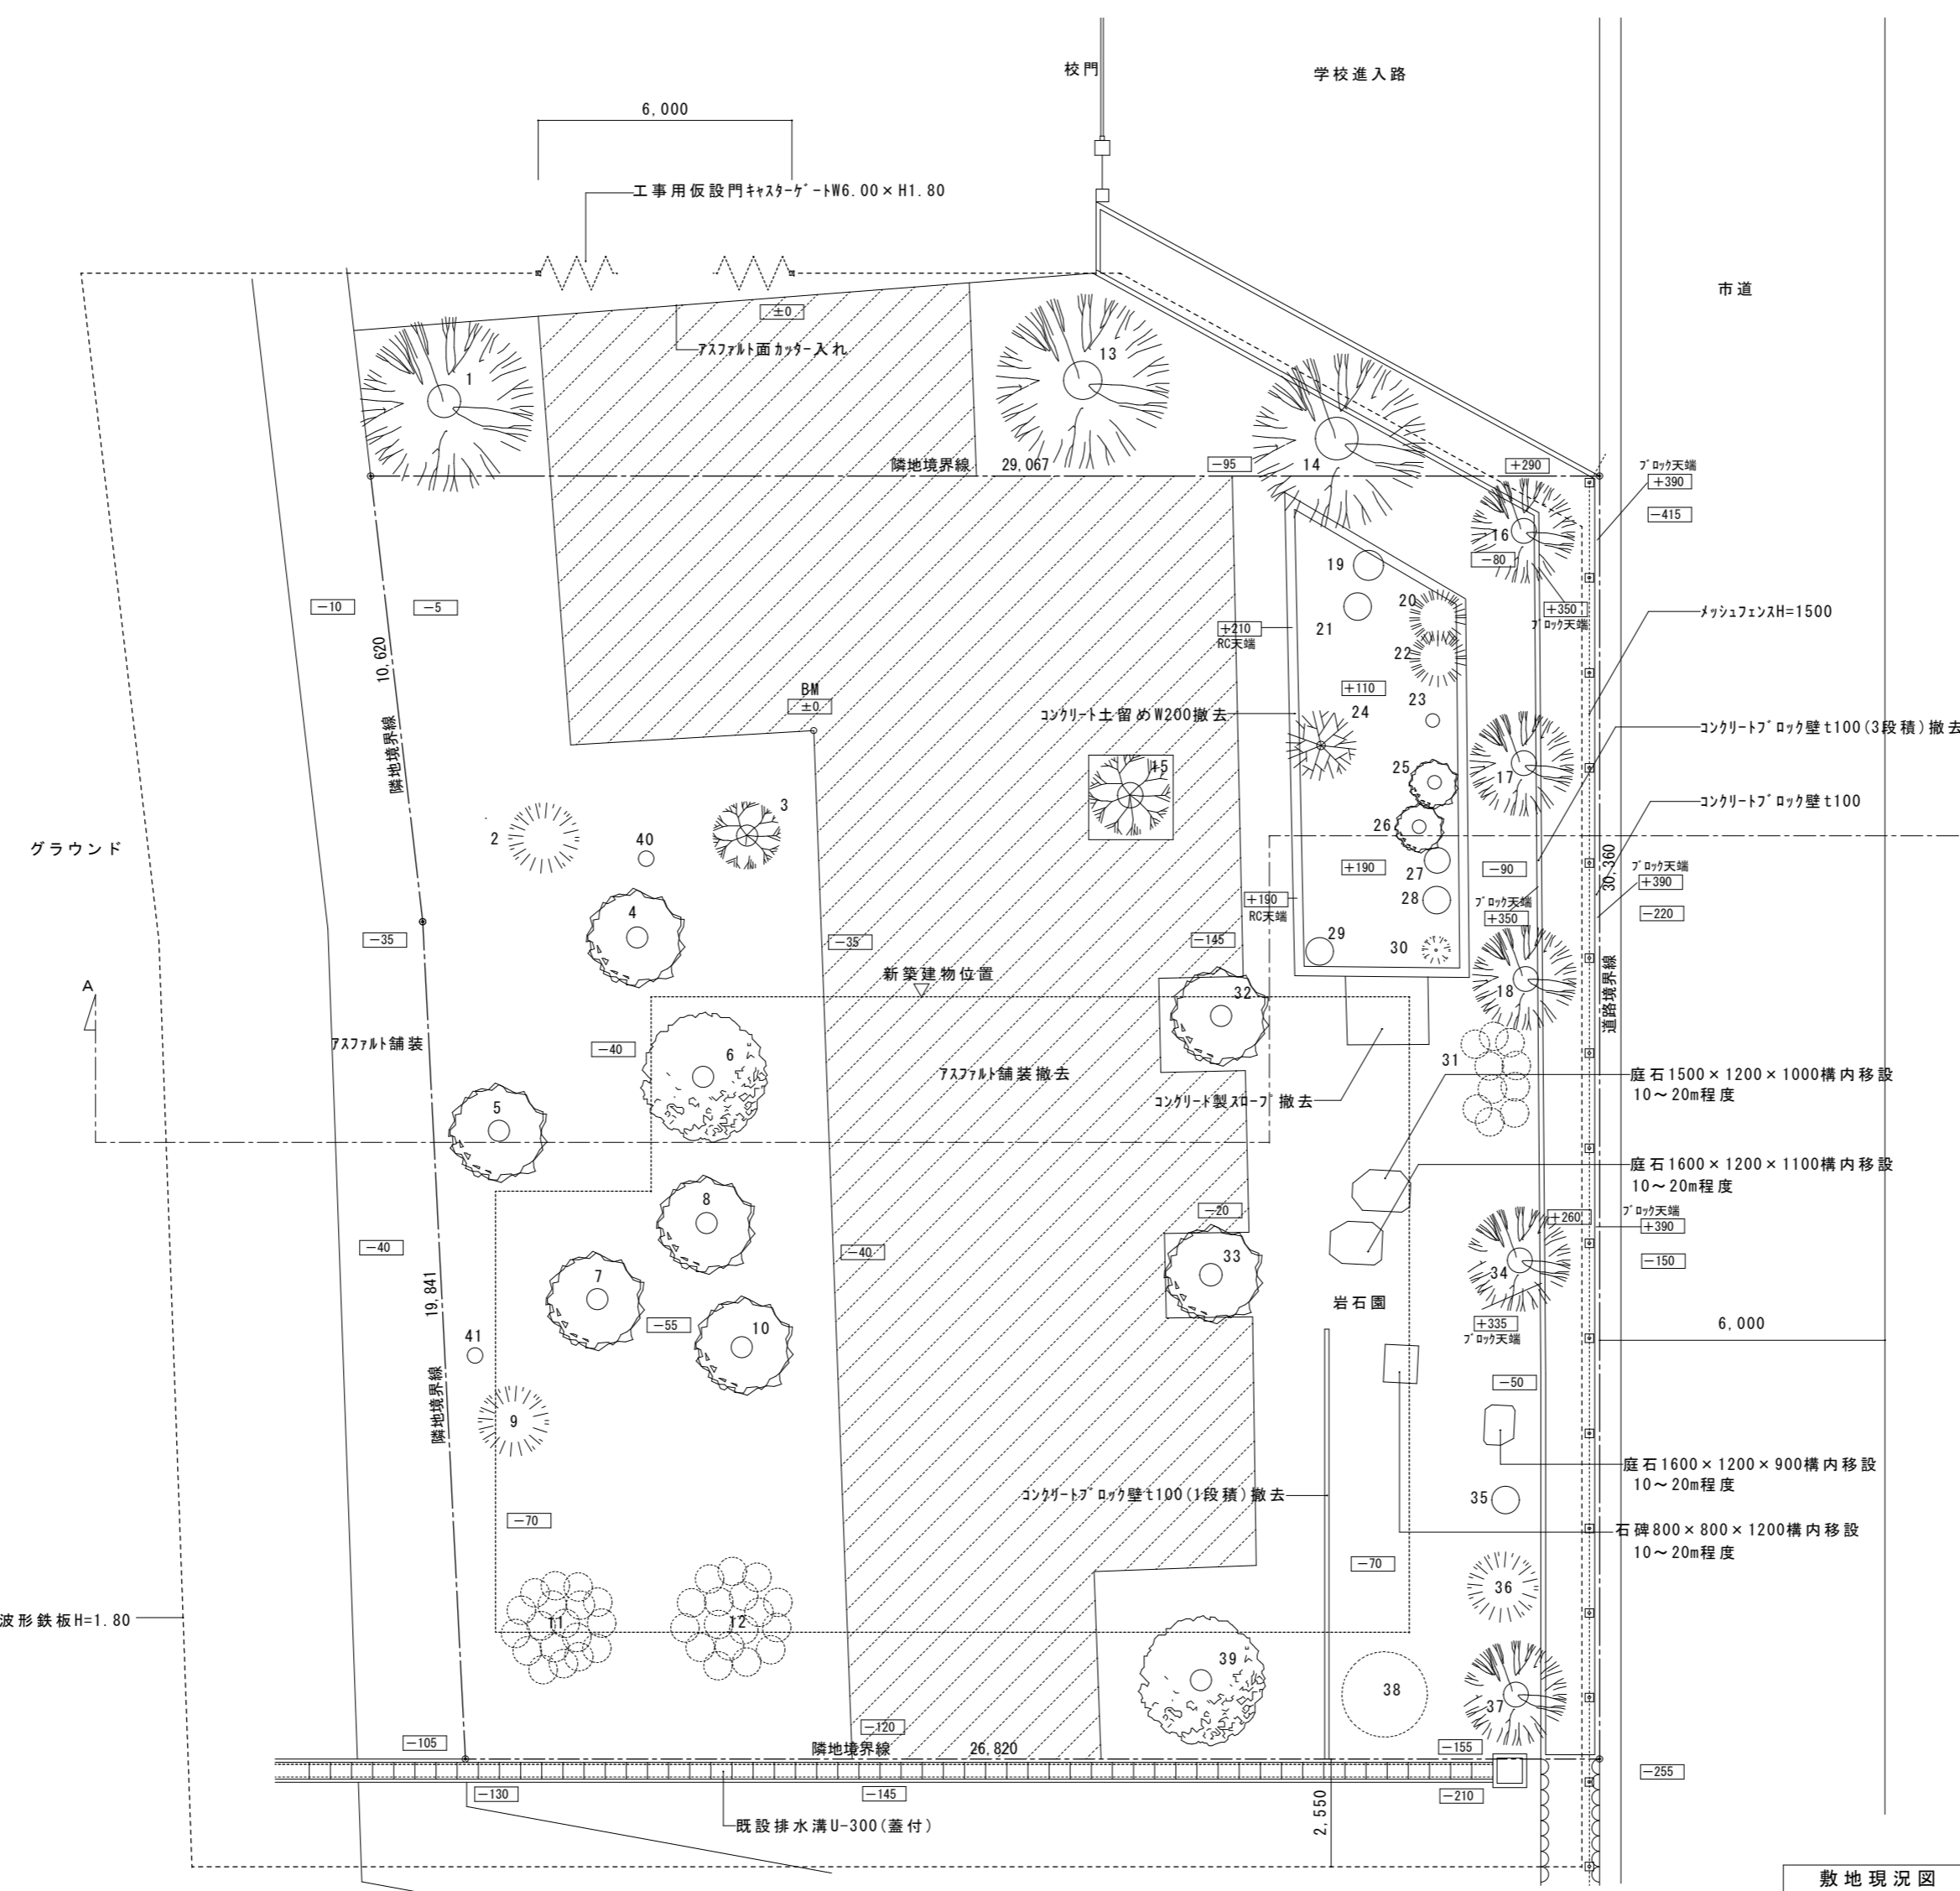 校門
学校進入路
6,000
工事用仮設門ｷｬｽﾀｰｹﾞｰﾄW6.00×H1.80
市道
±0
ｱｽﾌｧﾙﾄ面ｶｯﾀｰ入れ
1
13
14
隣地境界線
29,067
－95
＋290
ﾌﾞﾛｯｸ天端
＋390
－415
16
－80
19
20
21
22
23
24
＋350
ﾌﾞﾛｯｸ天端
ﾒｯｼｭﾌｪﾝｽH=1500
－10
－5
10,620
隣地境界線
＋210
RC天端
＋110
BM
±0
ｺﾝｸﾘｰﾄ土留めW200撤去
ｺﾝｸﾘｰﾄﾌﾞﾛｯｸ壁t100(3段積)撤去
15
25
17
ｺﾝｸﾘｰﾄﾌﾞﾛｯｸ壁t100
2
3
40
26
グラウンド
＋190
27
28
－90
30,360
道路境界線
ﾌﾞﾛｯｸ天端
＋390
－220
＋190
RC天端
ﾌﾞﾛｯｸ天端
＋350
4
－35
－35
－145
29
30
新築建物位置
A
32
18
ｱｽﾌｧﾙﾄ舗装
－40
6
ｱｽﾌｧﾙﾄ舗装撤去
31
ｺﾝｸﾘｰﾄ製ｽﾛｰﾌﾟ撤去
庭石1500×1200×1000構内移設
10～20m程度
5
庭石1600×1200×1100構内移設
10～20m程度
8
－20
＋260
ﾌﾞﾛｯｸ天端
＋390
－150
－40
－40
33
34
7
19,841
隣地境界線
岩石園
－55
10
41
＋335
ﾌﾞﾛｯｸ天端
6,000
－50
9
庭石1600×1200×900構内移設
10～20m程度
ｺﾝｸﾘｰﾄﾌﾞﾛｯｸ壁t100(1段積)撤去
35
－70
石碑800×800×1200構内移設
10～20m程度
－70
36
波形鉄板H=1.80
11
12
39
38
37
－105
－120
隣地境界線
26,820
－155
－255
－130
－145
－210
2,550
既設排水溝U-300(蓋付)
敷地現況図